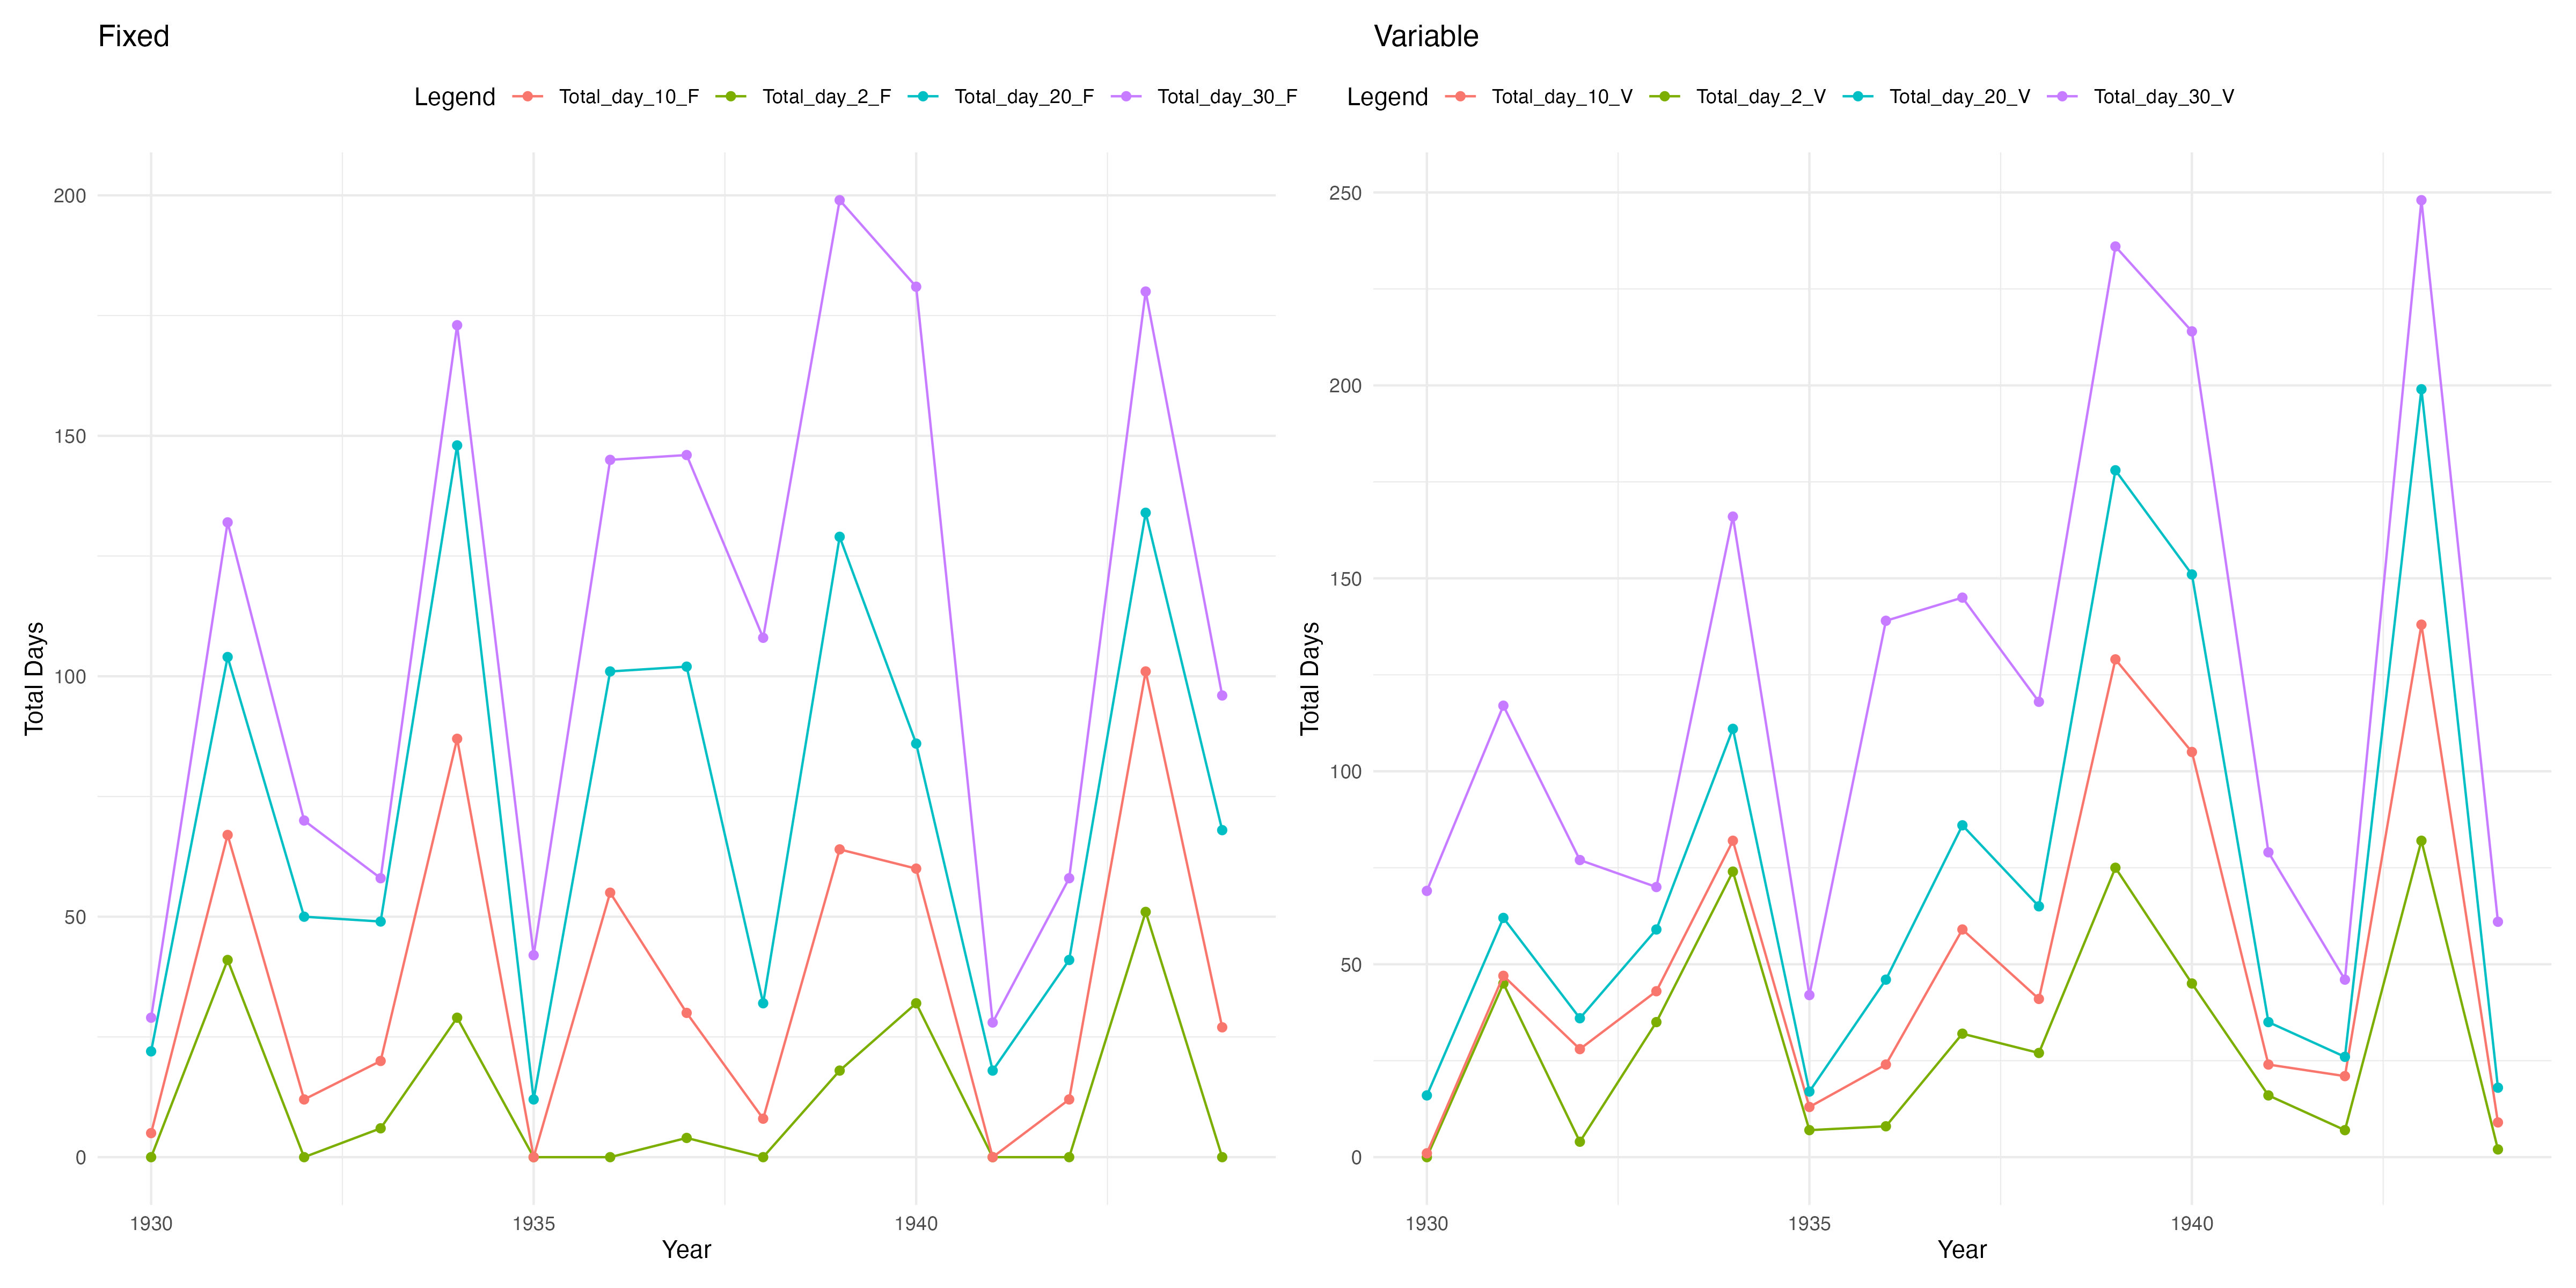 Fixed
Legend Total_day_10_F Total_day_2_F Total_day_20_F Total_day_30_F
200
150
100
50
0
Total Days
1930 1935 1940
Year
Variable
Legend Total_day_10_V Total_day_2_V Total_day_20_V Total_day_30_V
250
200
150
100
50
0
Total Days
1930 1935 1940
Year